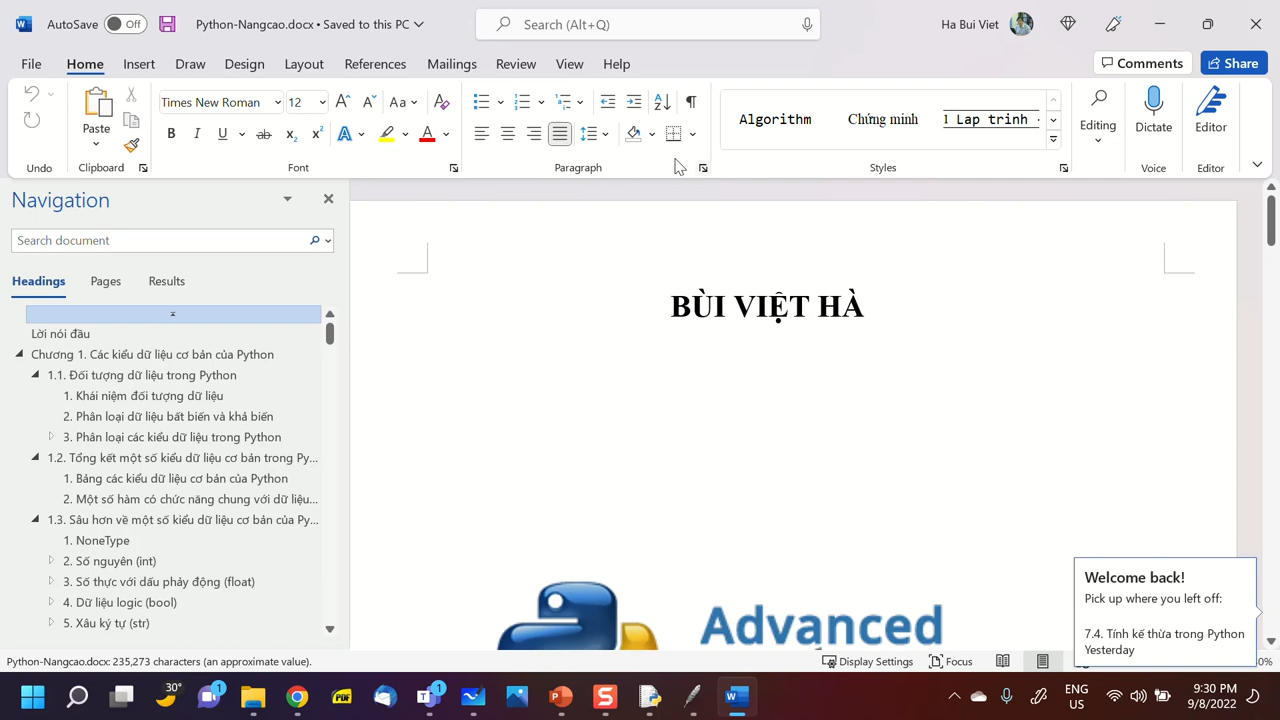 AutoSave Off Python-Nangcao.docx • Saved to this PC Search (Alt+Q) Ha Bui Viet
File Home Insert Draw Design Layout References Mailings Review View Help Comments Share
Times New Roman 12 Aa
Paste
B I U ab x₂ x² A A
Algorithm Chứng minh 1 Lap trinh
Editing Dictate Editor
Undo Clipboard Font Paragraph Styles Voice Editor
Navigation
Search document
Headings Pages Results
Lời nói đầu
Chương 1. Các kiểu dữ liệu cơ bản của Python
1.1. Đối tượng dữ liệu trong Python
1. Khái niệm đối tượng dữ liệu
2. Phân loại dữ liệu bất biến và khả biến
3. Phân loại các kiểu dữ liệu trong Python
1.2. Tổng kết một số kiểu dữ liệu cơ bản trong Py...
1. Bảng các kiểu dữ liệu cơ bản của Python
2. Một số hàm có chức năng chung với dữ liệu...
1.3. Sâu hơn về một số kiểu dữ liệu cơ bản của Py...
1. NoneType
2. Số nguyên (int)
3. Số thực với dấu phảy động (float)
4. Dữ liệu logic (bool)
5. Xâu ký tự (str)
BÙI VIỆT HÀ
Advanced
Welcome back!
Pick up where you left off:
7.4. Tính kế thừa trong Python
Yesterday
Python-Nangcao.docx: 235,273 characters (an approximate value). Display Settings Focus
30° 1 PDF 1 ENG
US
9:30 PM
9/8/2022